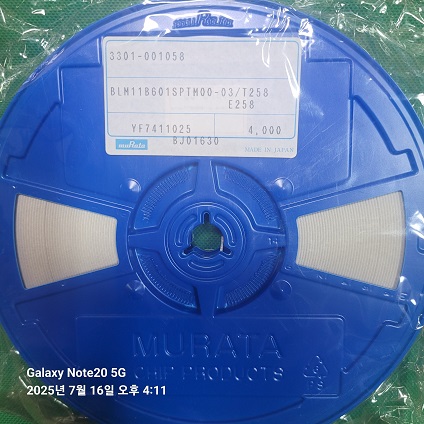 3301-001058
BLM11B601SPTM00-03/T258
E258
YF7411025
4,000
muRata
BJ01630
MADE IN JAPAN
MURATA
CHIP PRODUCTS
PS
Galaxy Note20 5G
2025년 7월 16일 오후 4:11